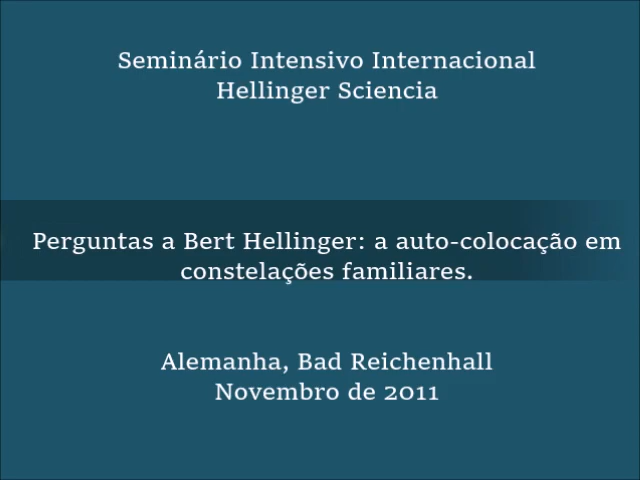 Seminário Intensivo Internacional
Hellinger Sciencia
Perguntas a Bert Hellinger: a auto-colocação em
constelações familiares.
Alemanha, Bad Reichenhall
Novembro de 2011